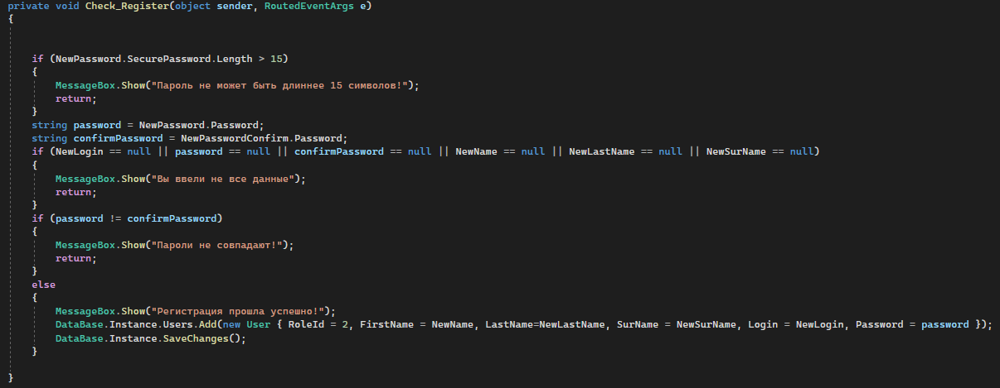 private void Check_Register(object sender, RoutedEventArgs e)
{
if (NewPassword.SecurePassword.Length > 15)
{
MessageBox.Show("Пароль не может быть длиннее 15 символов!");
return;
}
string password = NewPassword.Password;
string confirmPassword = NewPasswordConfirm.Password;
if (NewLogin == null || password == null || confirmPassword == null || NewName == null || NewLastName == null || NewSurName == null)
{
MessageBox.Show("Вы ввели не все данные");
return;
}
if (password != confirmPassword)
{
MessageBox.Show("Пароли не совпадают!");
return;
}
else
{
MessageBox.Show("Регистрация прошла успешно!");
DataBase.Instance.Users.Add(new User { RoleId = 2, FirstName = NewName, LastName=NewLastName, SurName = NewSurName, Login = NewLogin, Password = password });
DataBase.Instance.SaveChanges();
}
}